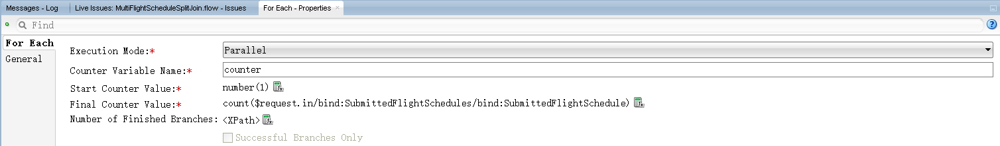 Messages - Log Live Issues: MultiFlightScheduleSplitJoin.flow - Issues For Each - Properties
Find
For Each
General
Execution Mode:* Parallel
Counter Variable Name:* counter
Start Counter Value:* number(1)
Final Counter Value:* count($request.in/bind:SubmittedFlightSchedules/bind:SubmittedFlightSchedule)
Number of Finished Branches: <XPath>
Successful Branches Only